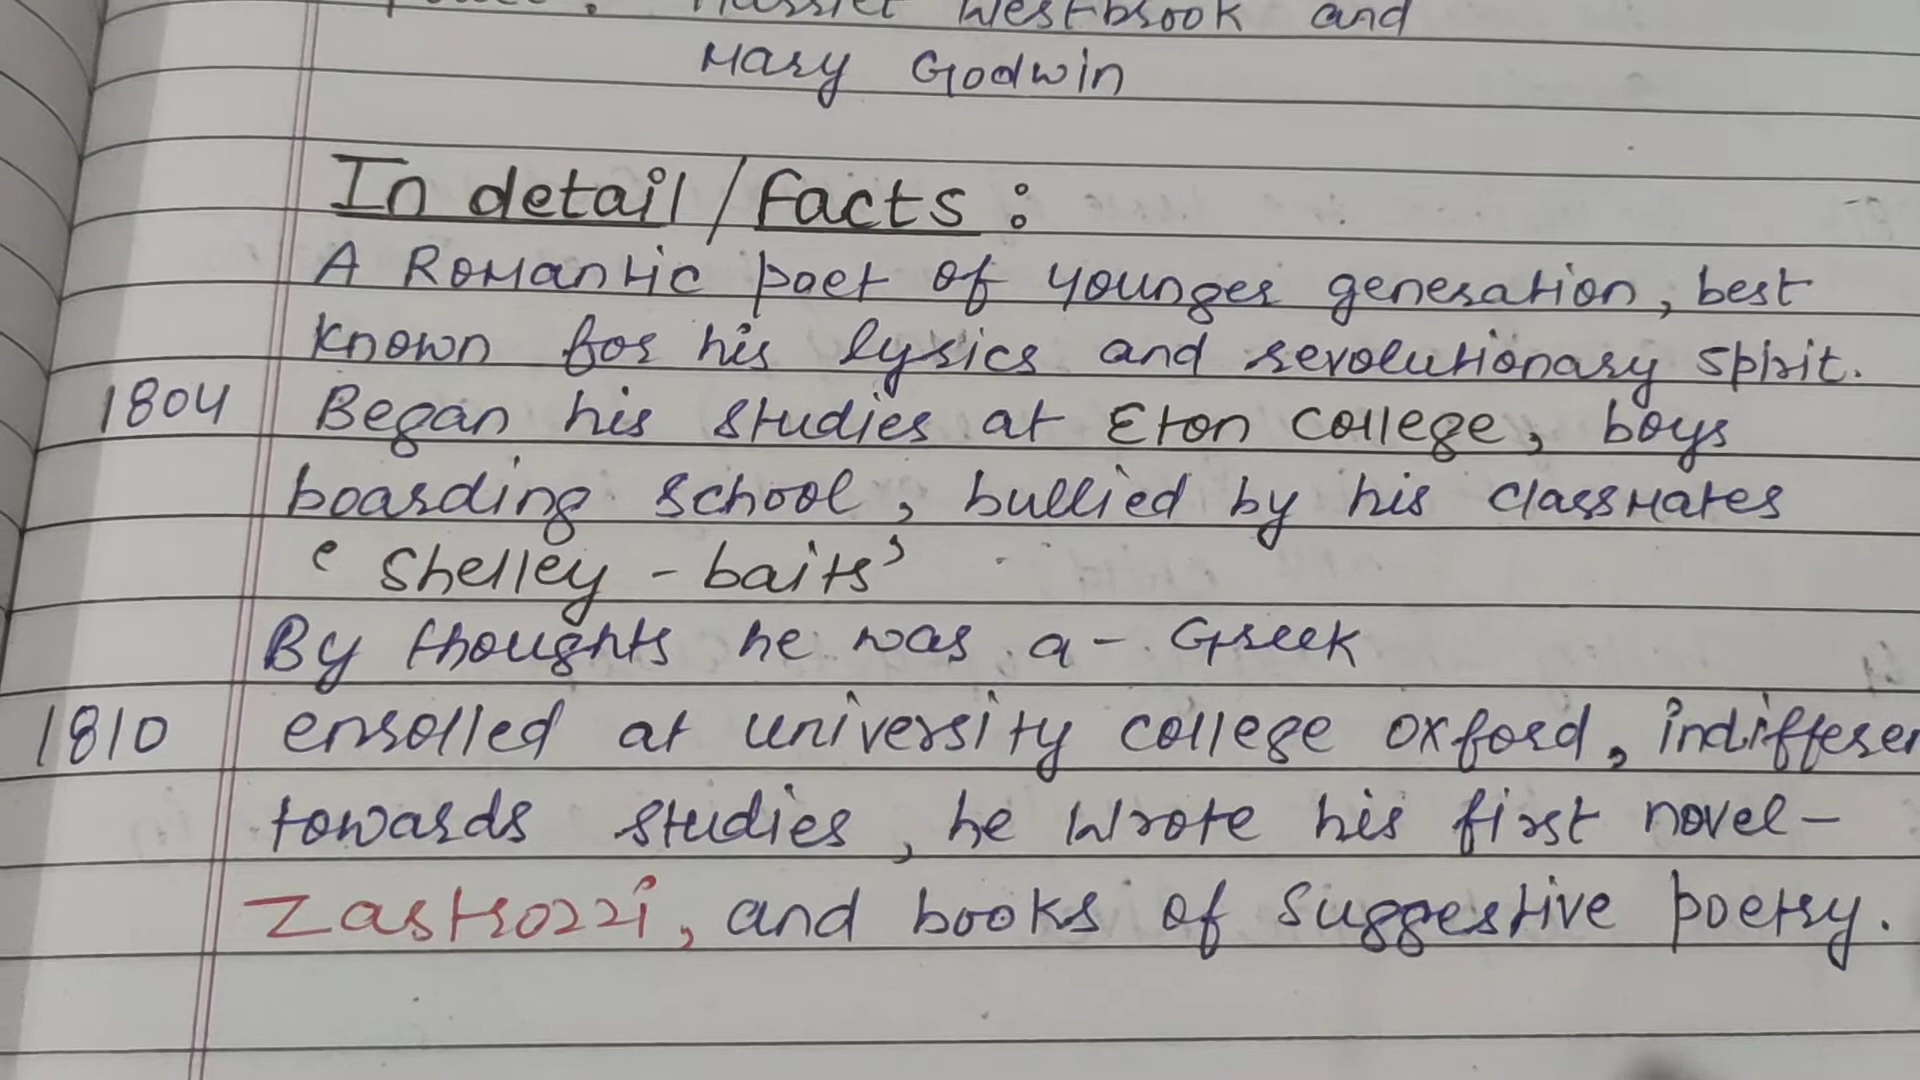 Harriet Westbrook and
Mary Godwin
In detail / facts :
A Romantic poet of younger generation, best
known for his lyrics and revolutionary spirit.
1804 Began his studies at Eton college, boys
boarding school, bullied by his classmates
'Shelley - baits'
By thoughts he was a - Greek
1810 enrolled at university college oxford, indifferen
towards studies, he wrote his first novel -
Zastrozzi, and books of suggestive poetry.